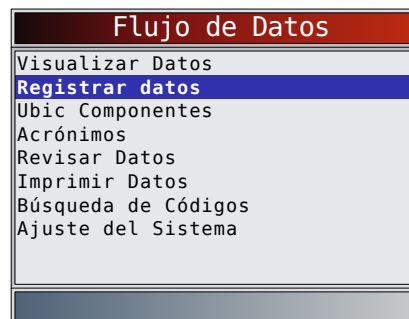 Flujo de Datos
Visualizar Datos
Registrar datos
Ubic Componentes
Acrónimos
Revisar Datos
Imprimir Datos
Búsqueda de Códigos
Ajuste del Sistema